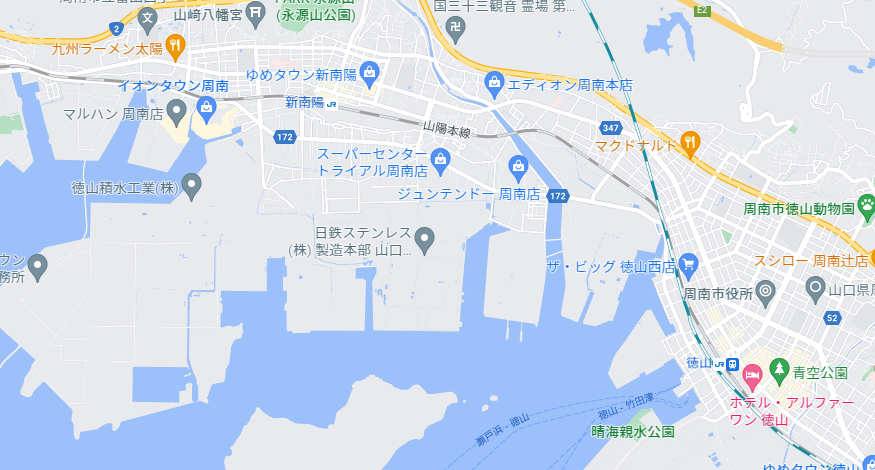 山﨑八幡宮
(永源山公園)
国三十三観音 霊場 第...
E2
2
九州ラーメン太陽
イオンタウン周南
ゆめタウン新南陽
エディオン周南本店
新南陽 JR
マルハン 周南店
172
山陽本線
347
マクドナルド
スーパーセンター
トライアル周南店
ジュンテンドー 周南店
172
徳山積水工業(株)
周南市徳山動物園
日鉄ステンレス
(株) 製造本部 山口...
ウン
務所
ザ・ビッグ 徳山西店
スシロー 周南辻店
周南市役所
山口県周
52
徳山 JR
青空公園
ホテル・アルファー
ワン 徳山
徳山 - 竹田津
瀬戸浜 - 徳山
晴海親水公園
ゆめタウン徳山